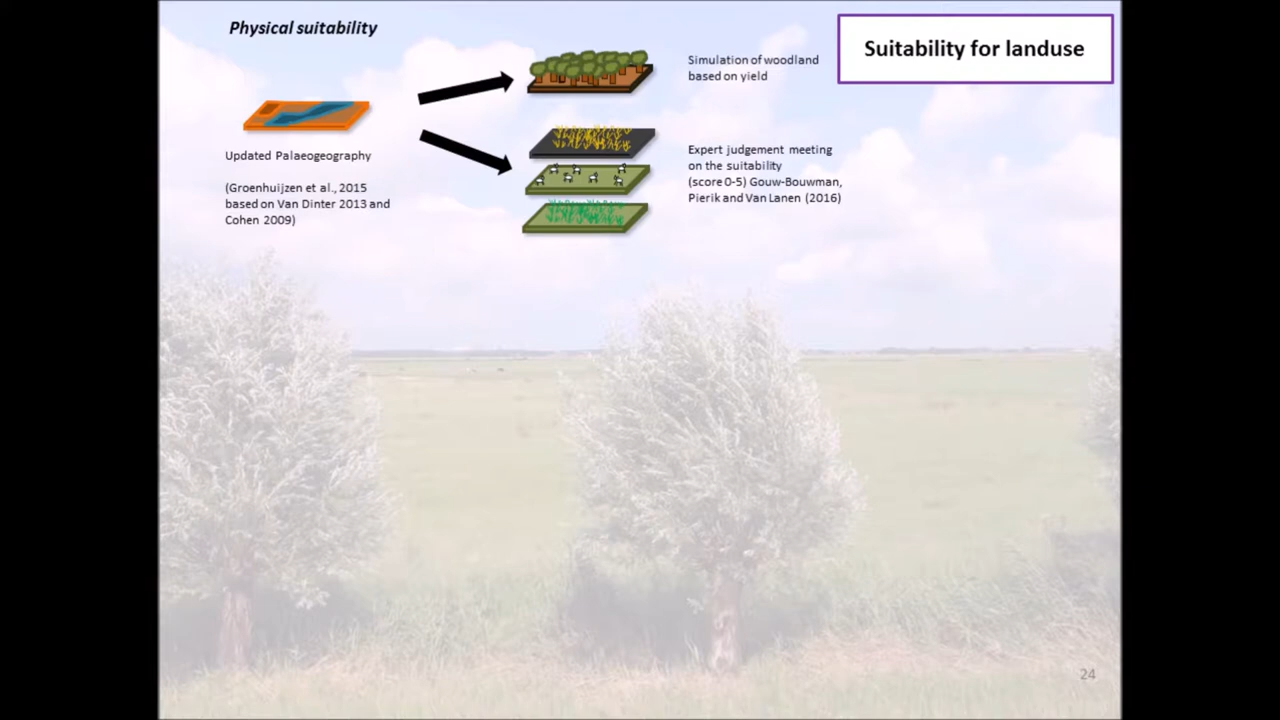 Physical suitability
Suitability for landuse
Simulation of woodland
based on yield
Updated Palaeogeography
(Groenhuijzen et al., 2015
based on Van Dinter 2013 and
Cohen 2009)
Expert judgement meeting
on the suitability
(score 0-5) Gouw-Bouwman,
Pierik and Van Lanen (2016)
24